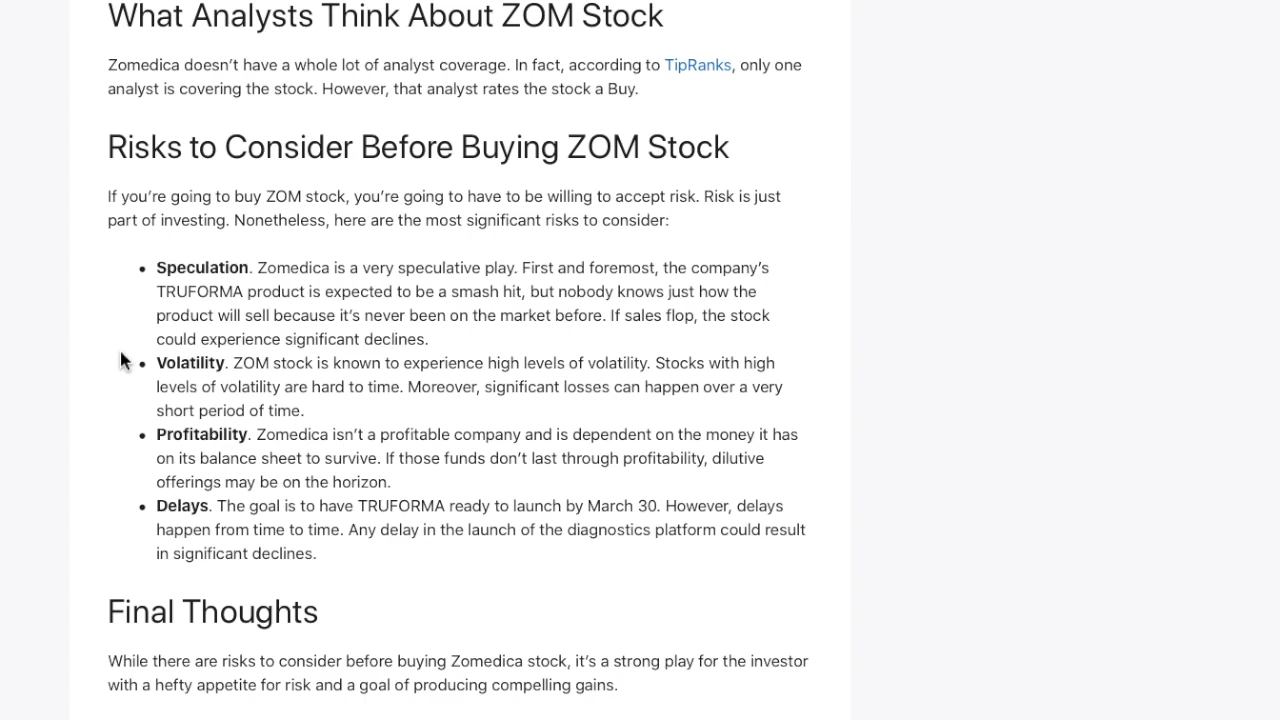 What Analysts Think About ZOM Stock
Zomedica doesn’t have a whole lot of analyst coverage. In fact, according to TipRanks, only one
analyst is covering the stock. However, that analyst rates the stock a Buy.
Risks to Consider Before Buying ZOM Stock
If you’re going to buy ZOM stock, you’re going to have to be willing to accept risk. Risk is just
part of investing. Nonetheless, here are the most significant risks to consider:
• Speculation. Zomedica is a very speculative play. First and foremost, the company’s
TRUFORMA product is expected to be a smash hit, but nobody knows just how the
product will sell because it’s never been on the market before. If sales flop, the stock
could experience significant declines.
• Volatility. ZOM stock is known to experience high levels of volatility. Stocks with high
levels of volatility are hard to time. Moreover, significant losses can happen over a very
short period of time.
• Profitability. Zomedica isn’t a profitable company and is dependent on the money it has
on its balance sheet to survive. If those funds don’t last through profitability, dilutive
offerings may be on the horizon.
• Delays. The goal is to have TRUFORMA ready to launch by March 30. However, delays
happen from time to time. Any delay in the launch of the diagnostics platform could result
in significant declines.
Final Thoughts
While there are risks to consider before buying Zomedica stock, it’s a strong play for the investor
with a hefty appetite for risk and a goal of producing compelling gains.